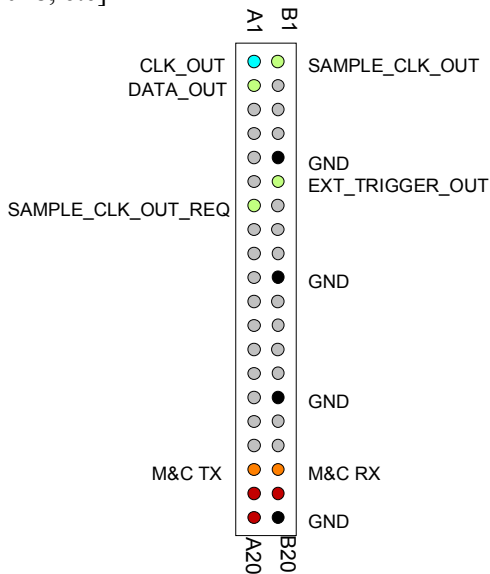 A1 B1
CLK_OUT SAMPLE_CLK_OUT
DATA_OUT
GND
EXT_TRIGGER_OUT
SAMPLE_CLK_OUT_REQ
GND
GND
M&C TX M&C RX
GND
A20 B20